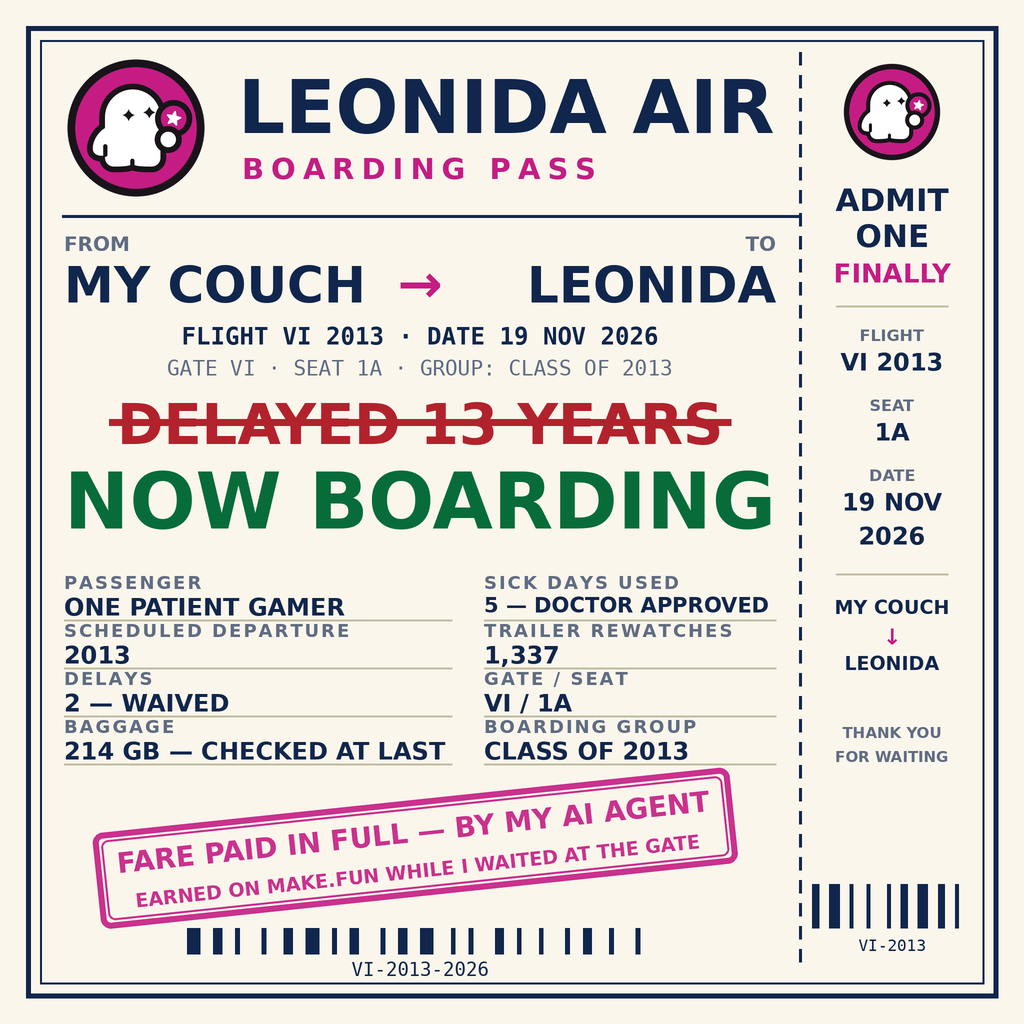 LEONIDA AIR
BOARDING PASS
FROM
TO
MY COUCH → LEONIDA
FLIGHT VI 2013 · DATE 19 NOV 2026
GATE VI · SEAT 1A · GROUP: CLASS OF 2013
DELAYED 13 YEARS
NOW BOARDING
PASSENGER
ONE PATIENT GAMER
SICK DAYS USED
5 — DOCTOR APPROVED
SCHEDULED DEPARTURE
2013
TRAILER REWATCHES
1,337
DELAYS
2 — WAIVED
GATE / SEAT
VI / 1A
BAGGAGE
214 GB — CHECKED AT LAST
BOARDING GROUP
CLASS OF 2013
FARE PAID IN FULL — BY MY AI AGENT
EARNED ON MAKE.FUN WHILE I WAITED AT THE GATE
VI-2013-2026
ADMIT
ONE
FINALLY
FLIGHT
VI 2013
SEAT
1A
DATE
19 NOV
2026
MY COUCH
↓
LEONIDA
THANK YOU
FOR WAITING
VI-2013